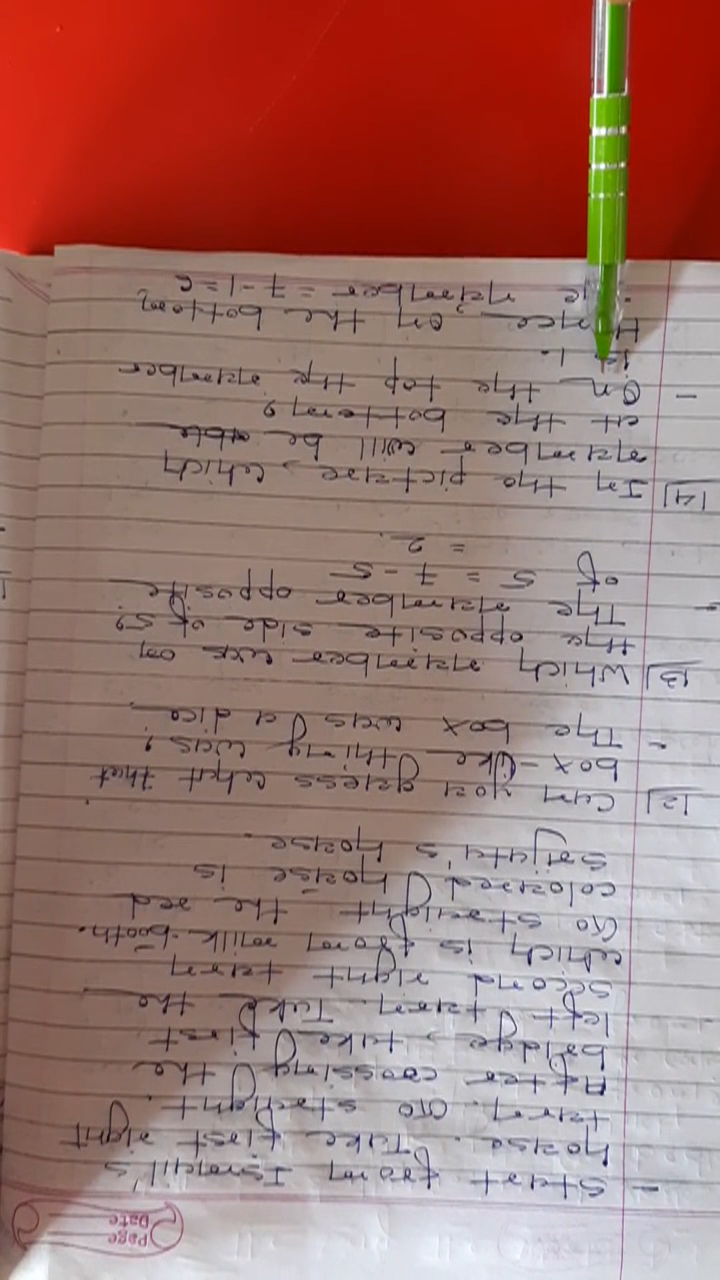 Page
Date
- Start from Ismail's
house. Take first right
turn. Go straight.
After crossing the
bridge, take first
left turn. Take the
second right turn
which is from milk-booth.
Go straight the red
coloured house is
Srijata's house.
12] Can you guess what that
box-like thing was?
- The box was a dice
13] Which number was on
the opposite side of 5?
- The number opposite
of 5 = 7-5
= 2.
14] In the picture, which
number will be able
at the bottom?
- On the top the number
is 1.
Hence on the bottom
the number = 7-1=6